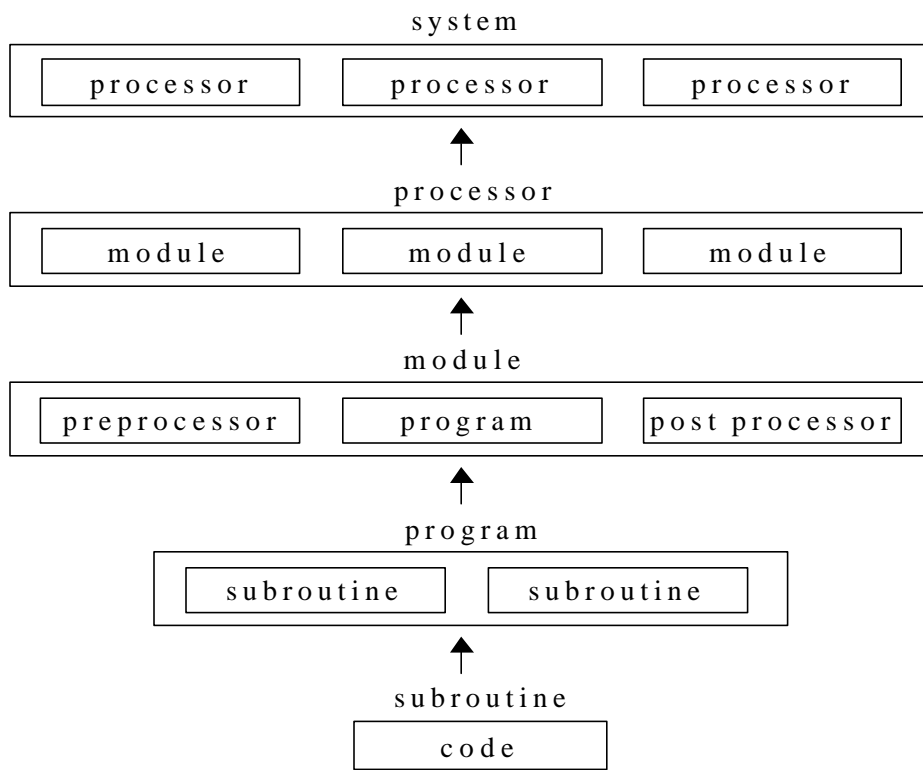 system
processor processor processor
processor
module module module
module
preprocessor program post processor
program
subroutine subroutine
subroutine
code